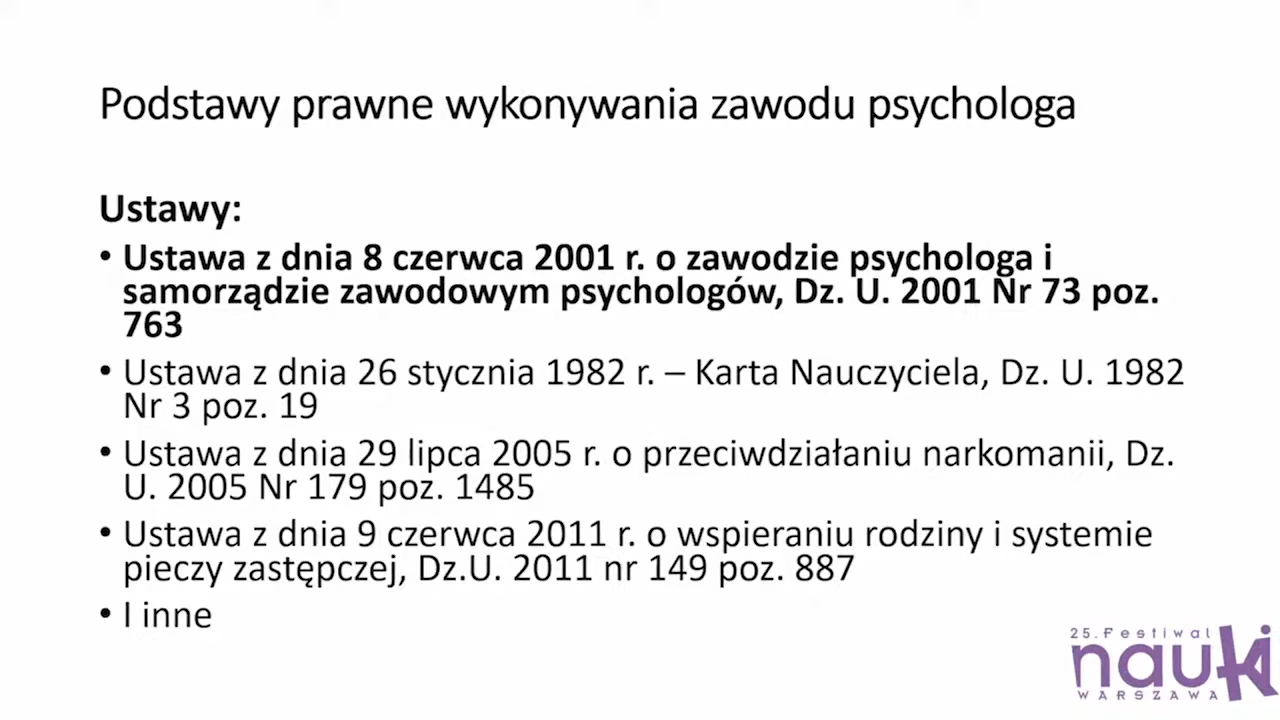 Podstawy prawne wykonywania zawodu psychologa
Ustawy:
• Ustawa z dnia 8 czerwca 2001 r. o zawodzie psychologa i
samorządzie zawodowym psychologów, Dz. U. 2001 Nr 73 poz.
763
• Ustawa z dnia 26 stycznia 1982 r. – Karta Nauczyciela, Dz. U. 1982
Nr 3 poz. 19
• Ustawa z dnia 29 lipca 2005 r. o przeciwdziałaniu narkomanii, Dz.
U. 2005 Nr 179 poz. 1485
• Ustawa z dnia 9 czerwca 2011 r. o wspieraniu rodziny i systemie
pieczy zastępczej, Dz.U. 2011 nr 149 poz. 887
• I inne
25.Festiwal
nauki
WARSZAWA